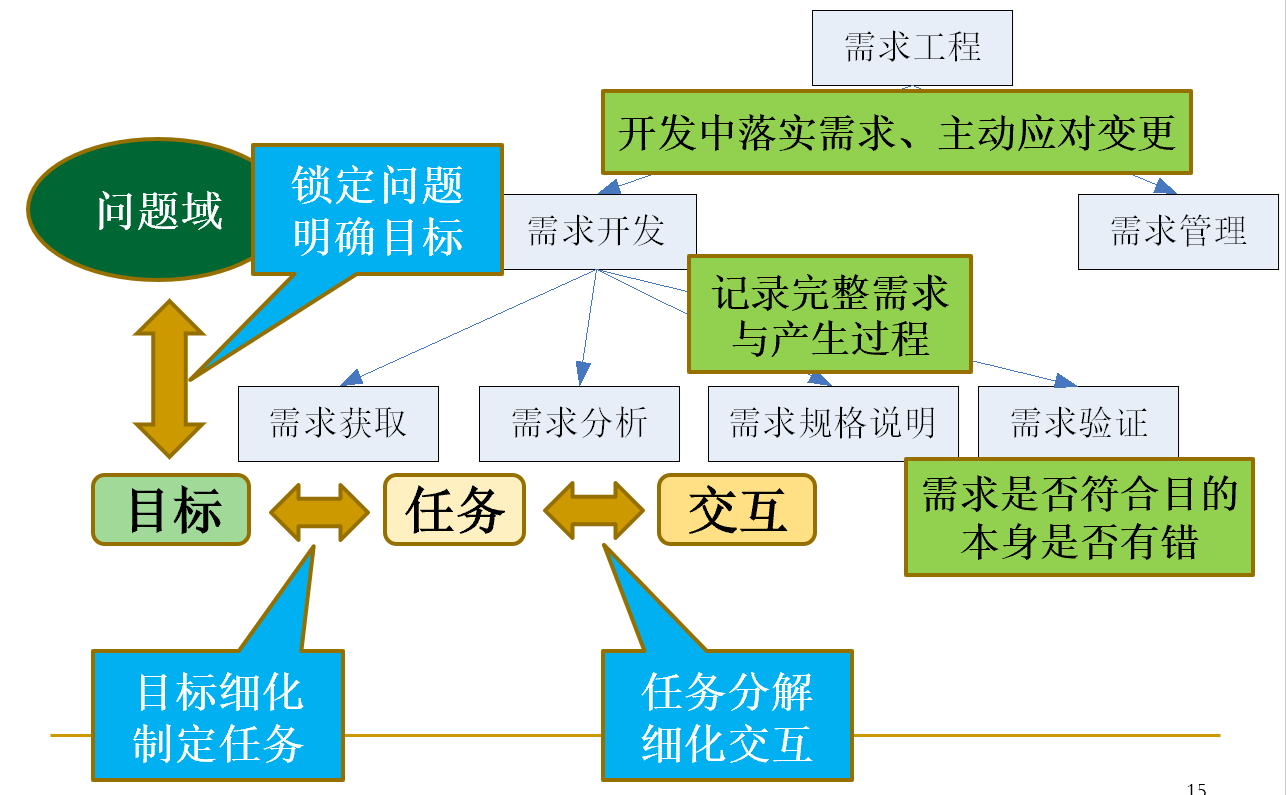 需求工程
开发中落实需求、主动应对变更
问题域
锁定问题
明确目标
需求开发
需求管理
记录完整需求
与产生过程
需求获取
需求分析
需求规格说明
需求验证
目标
任务
交互
需求是否符合目的
本身是否有错
目标细化
制定任务
任务分解
细化交互
15